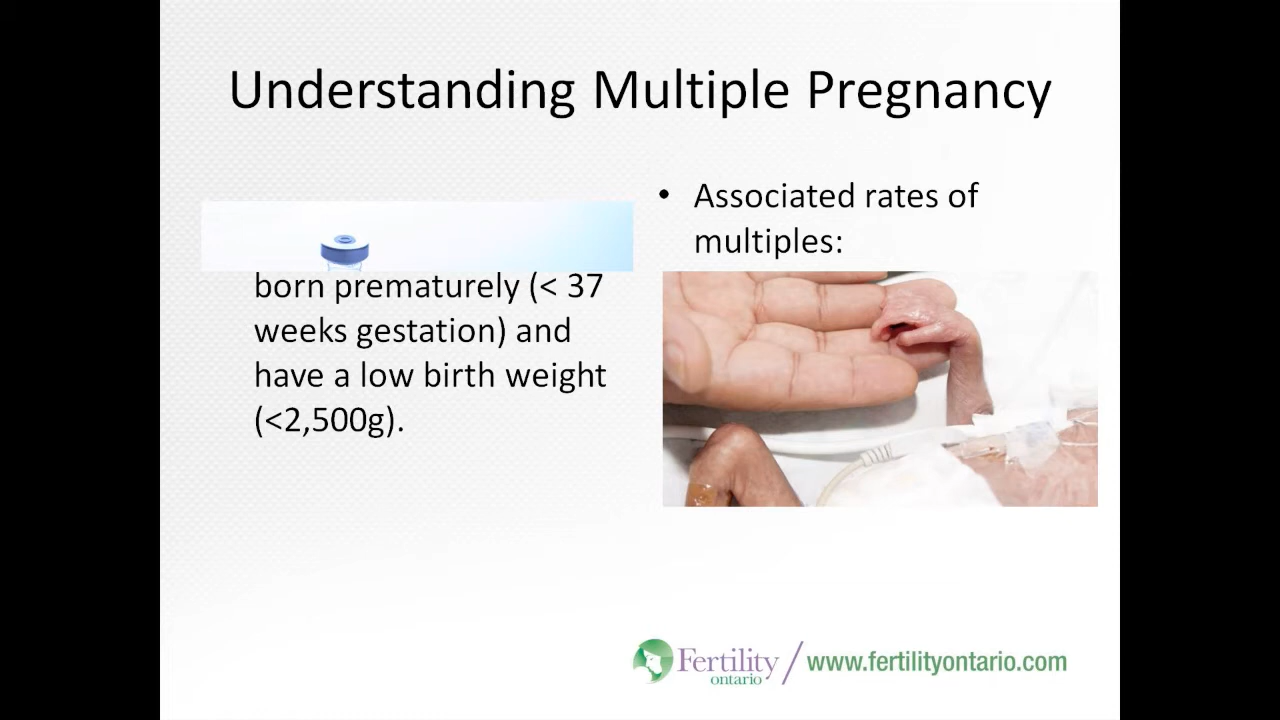 Understanding Multiple Pregnancy
born prematurely (< 37
weeks gestation) and
have a low birth weight
(<2,500g).
• Associated rates of
multiples:
Fertility
ontario
www.fertilityontario.com